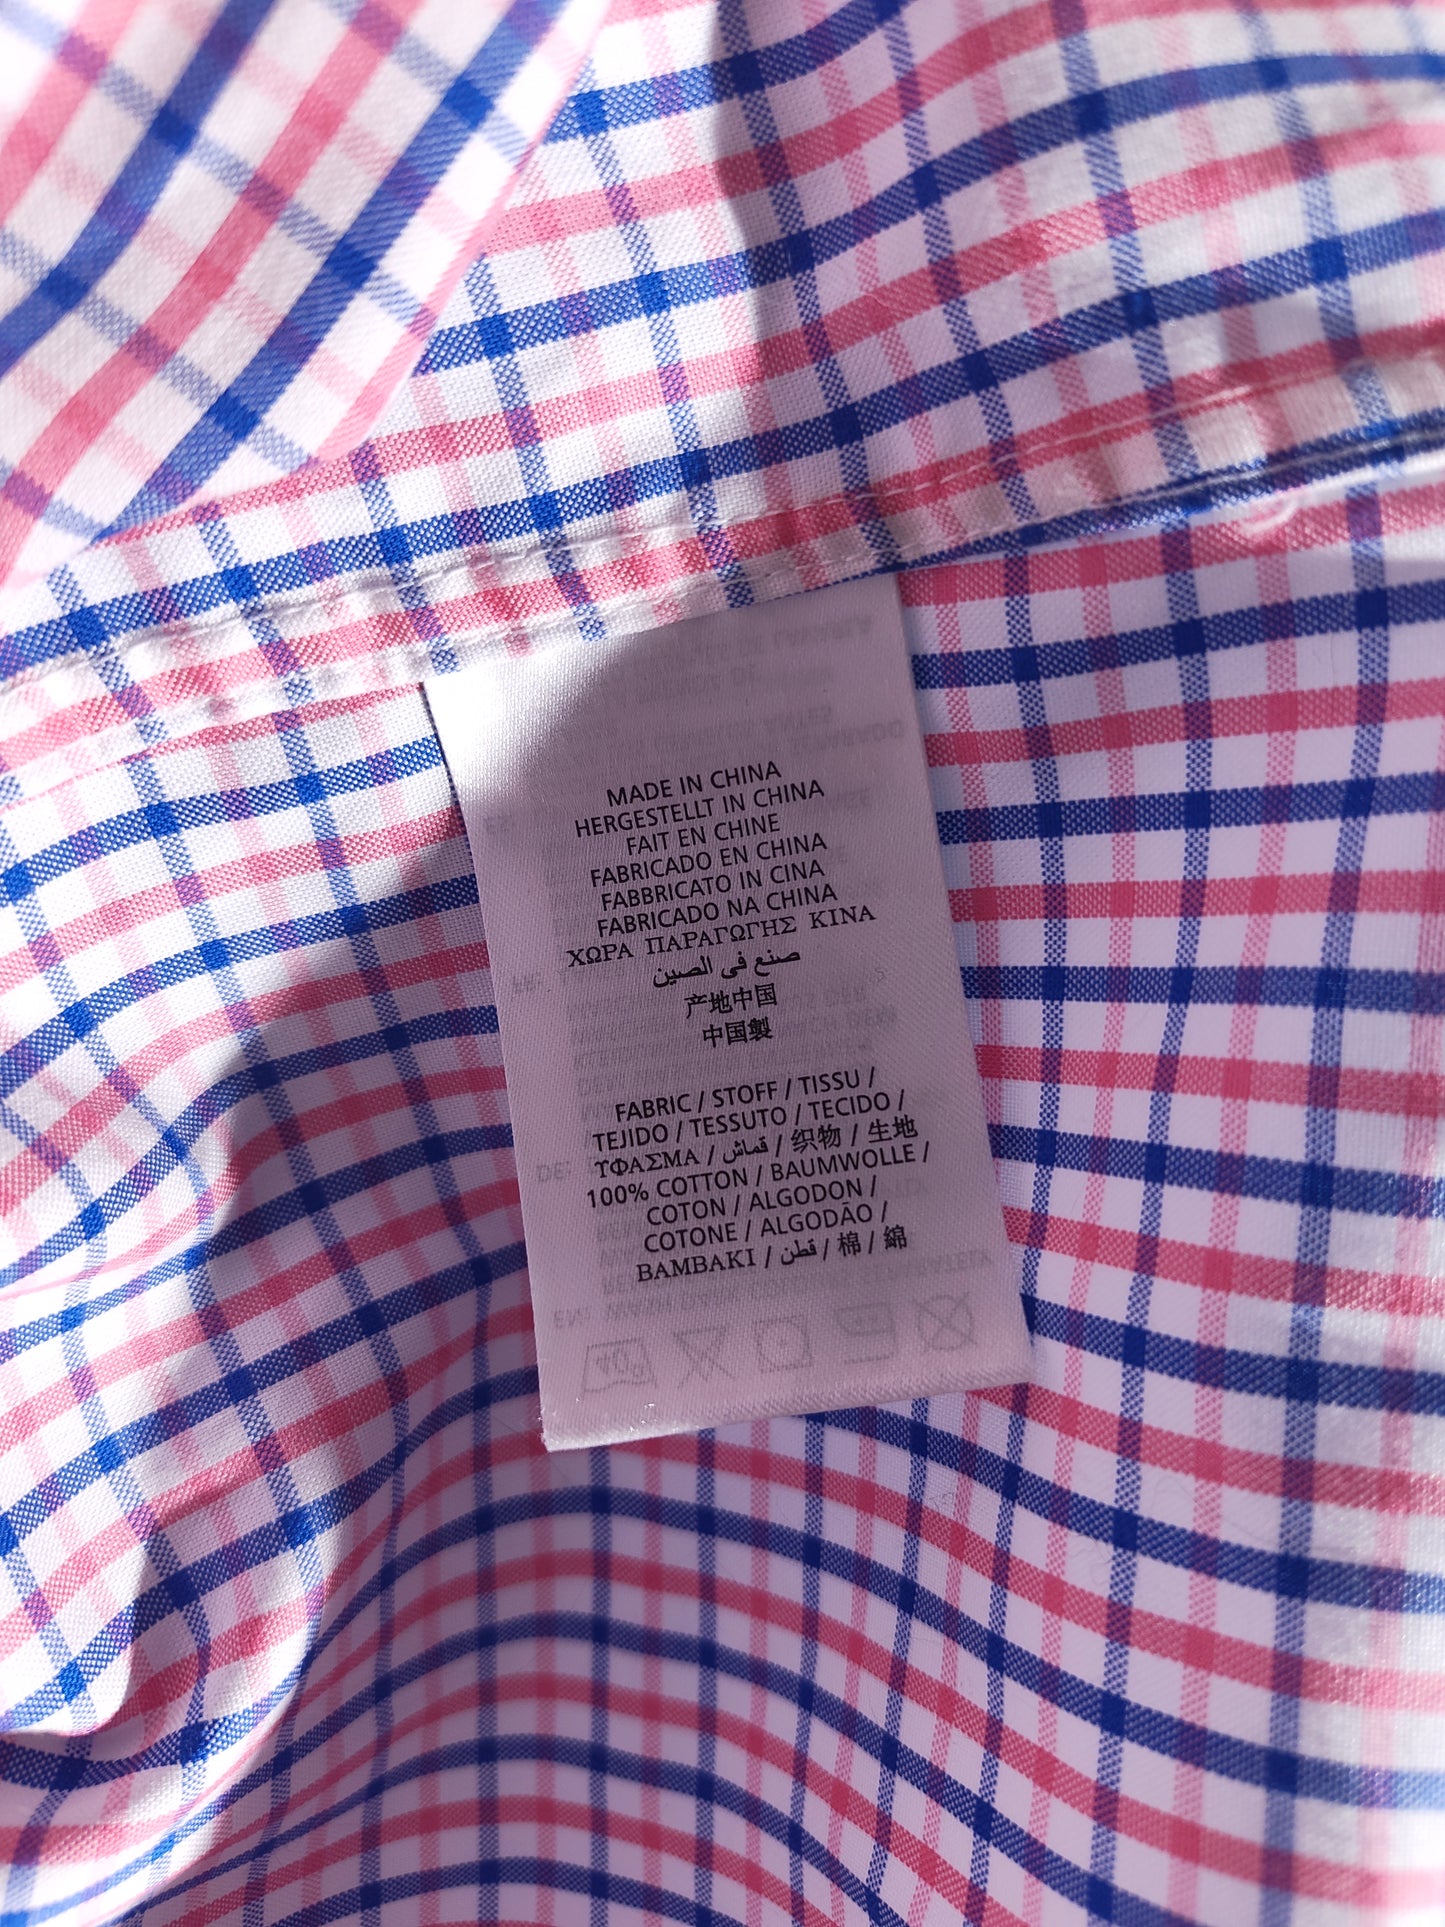 MADE IN CHINA
HERGESTELLT IN CHINA
FAIT EN CHINE
FABRICADO EN CHINA
FABBRICATO IN CINA
FABRICADO NA CHINA
ΧΩΡΑ ΠΑΡΑΓΩΓΗΣ ΚΙΝΑ
صنع في الصين
产地中国
中国製
FABRIC / STOFF / TISSU /
TEJIDO / TESSUTO / TECIDO /
ΥΦΑΣΜΑ / قماش / 织物 / 生地
100% COTTON / BAUMWOLLE /
COTON / ALGODON /
COTONE / ALGODÃO /
ΒΑΜΒΑΚΙ / قطن / 棉 / 綿